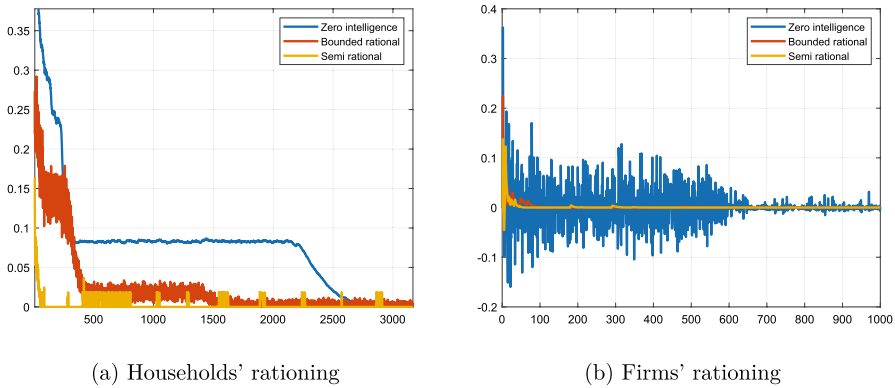 0.35
0.3
0.25
0.2
0.15
0.1
0.05
0
500 1000 1500 2000 2500 3000
Zero intelligence
Bounded rational
Semi rational
(a) Households' rationing
0.4
0.3
0.2
0.1
0
-0.1
-0.2
0 100 200 300 400 500 600 700 800 900 1000
Zero intelligence
Bounded rational
Semi rational
(b) Firms' rationing